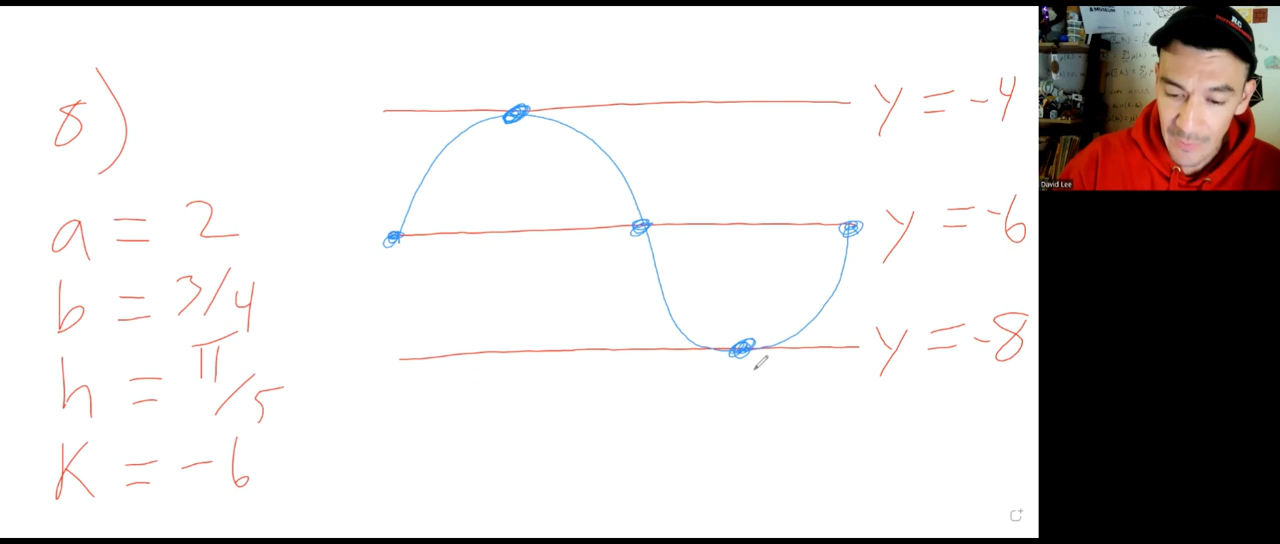 8)
a = 2
b = 3/4
h = π/5
K = -6
y = -4
y = -6
y = -8
David Lee